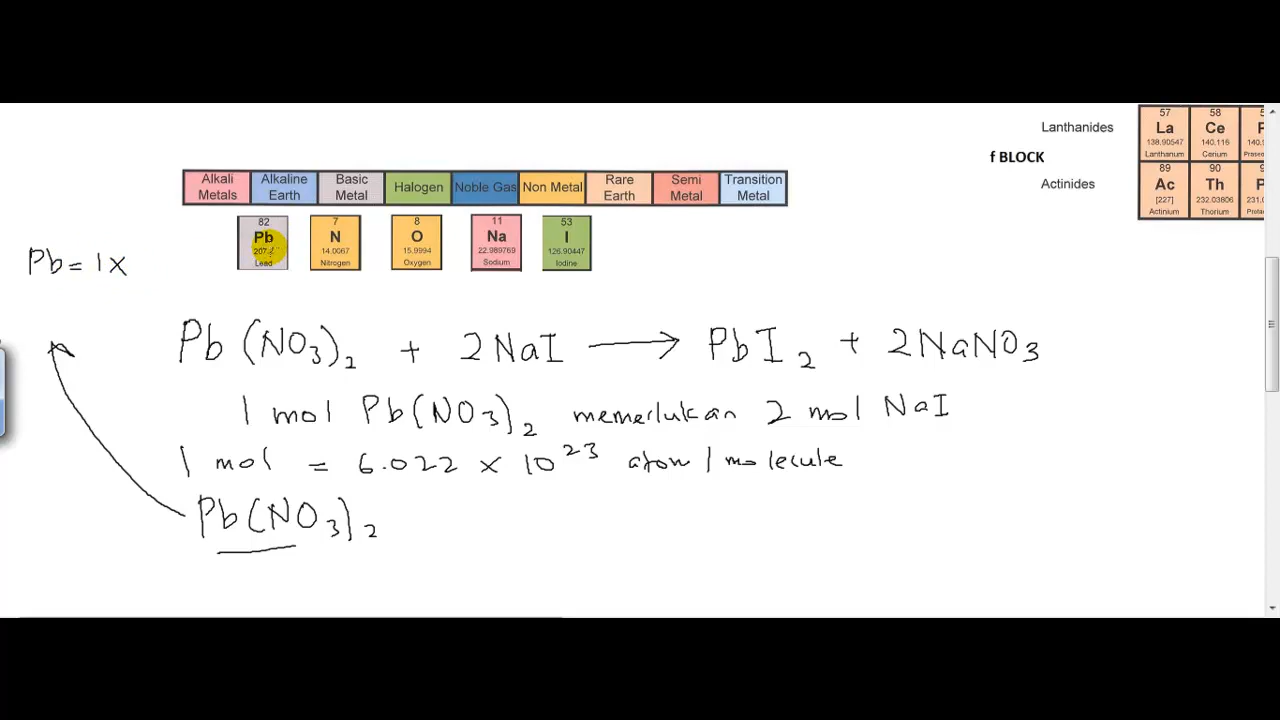 Lanthanides
f BLOCK
Actinides
57
La
138.90547
Lanthanum
58
Ce
140.116
Cerium
89
Ac
[227]
Actinium
90
Th
232.03806
Thorium
Alkali Metals
Alkaline Earth
Basic Metal
Halogen
Noble Gas
Non Metal
Rare Earth
Semi Metal
Transition Metal
82
Pb
Lead
7
N
14.0067
Nitrogen
8
O
15.9994
Oxygen
11
Na
22.989769
Sodium
53
I
126.90447
Iodine
Pb = 1 x
Pb(NO3)2 + 2NaI → PbI2 + 2NaNO3
1 mol Pb(NO3)2 memerlukan 2 mol NaI
1 mol = 6.022 × 10^23 atom / molecule
Pb(NO3)2